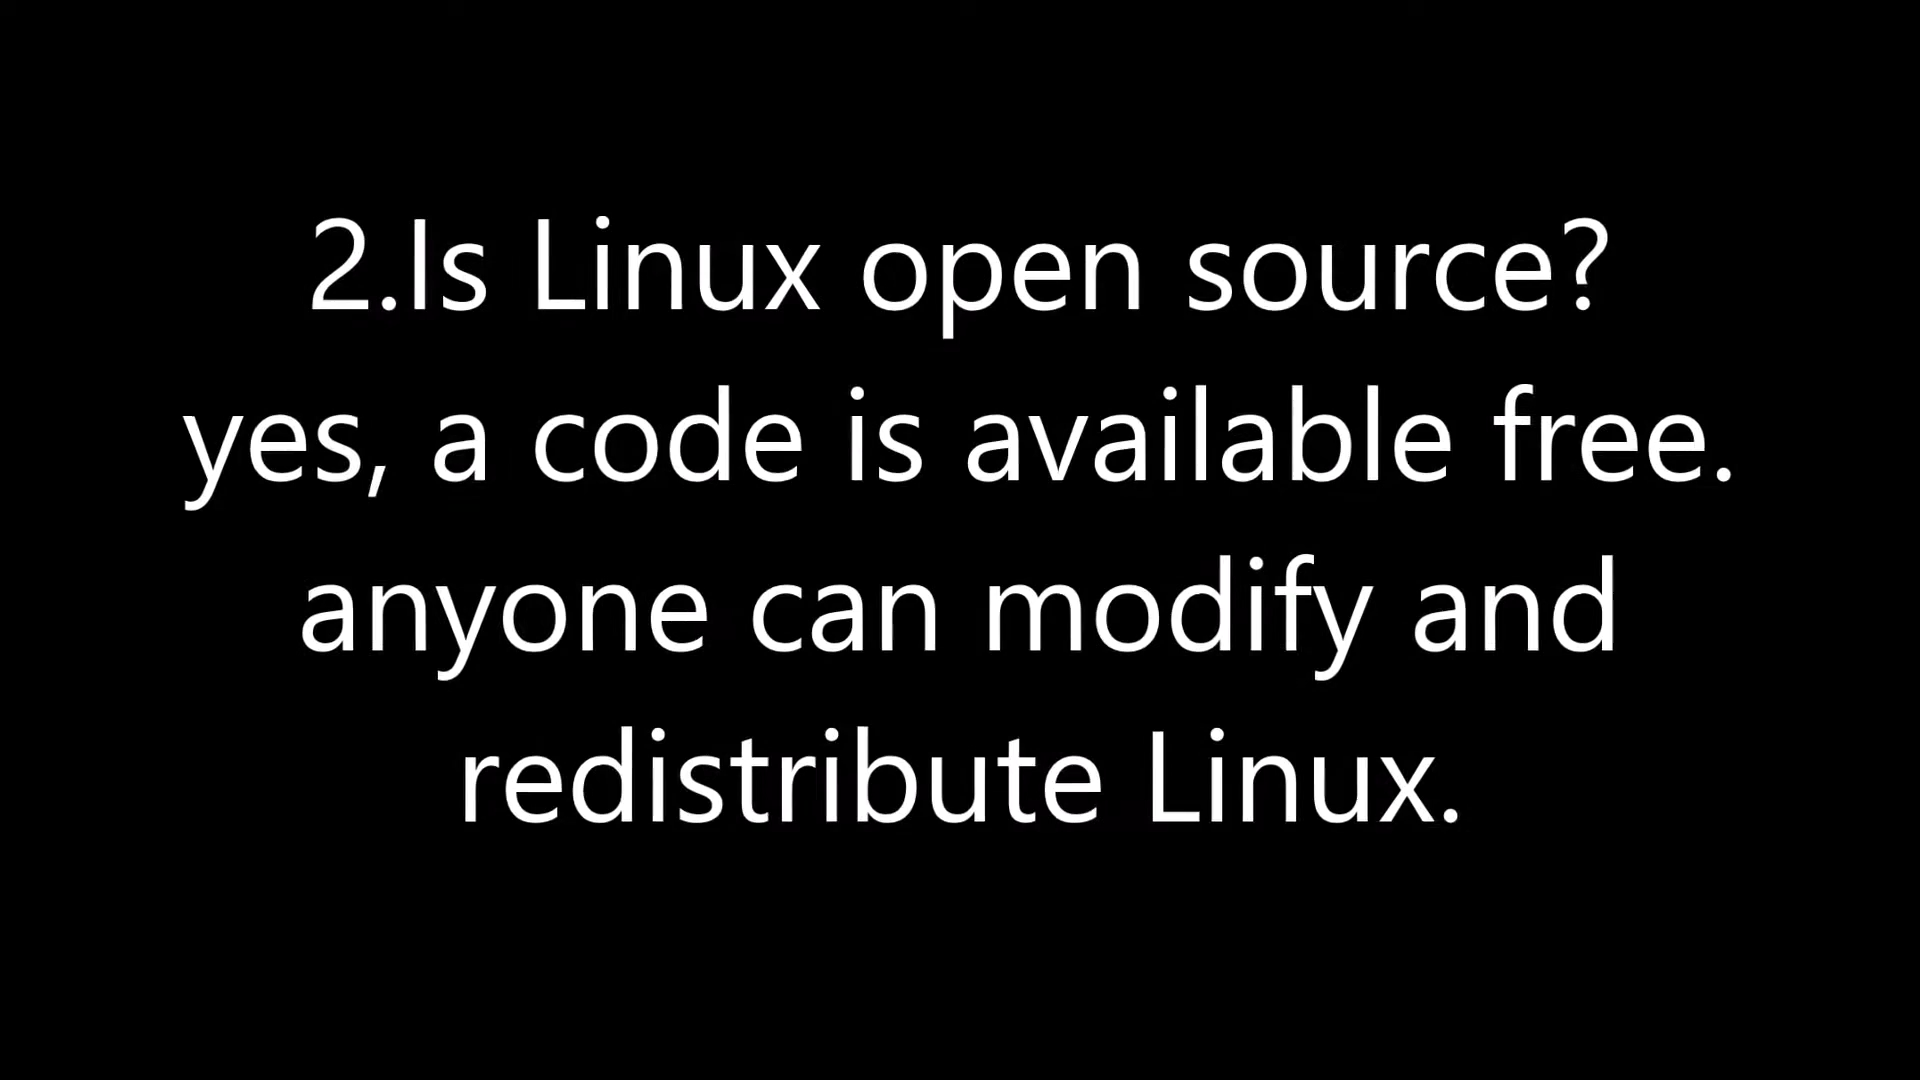 2.Is Linux open source?
yes, a code is available free.
anyone can modify and
redistribute Linux.